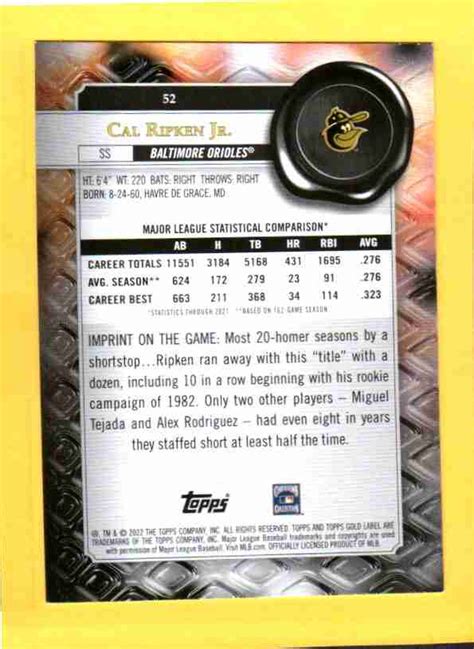 52
CAL RIPKEN JR.
SS BALTIMORE ORIOLES®
HT: 6'4" WT: 220 BATS: RIGHT THROWS: RIGHT
BORN: 8-24-60, HAVRE DE GRACE, MD
MAJOR LEAGUE STATISTICAL COMPARISON*
AB H TB HR RBI AVG
CAREER TOTALS 11551 3184 5168 431 1695 .276
AVG. SEASON** 624 172 279 23 91 .276
CAREER BEST 663 211 368 34 114 .323
*STATISTICS THROUGH 2021 **BASED ON 162 GAME SEASON
IMPRINT ON THE GAME: Most 20-homer seasons by a
shortstop...Ripken ran away with this "title" with a
dozen, including 10 in a row beginning with his rookie
campaign of 1982. Only two other players – Miguel
Tejada and Alex Rodriguez – had even eight in years
they staffed short at least half the time.
TOPPS
® & © 2022 THE TOPPS COMPANY, INC. ALL RIGHTS RESERVED. TOPPS AND TOPPS GOLD LABEL ARE
TRADEMARKS OF THE TOPPS COMPANY, INC. Major League Baseball trademarks and copyrights are used
with permission of Major League Baseball. Visit MLB.com. OFFICIALLY LICENSED PRODUCT OF MLB.